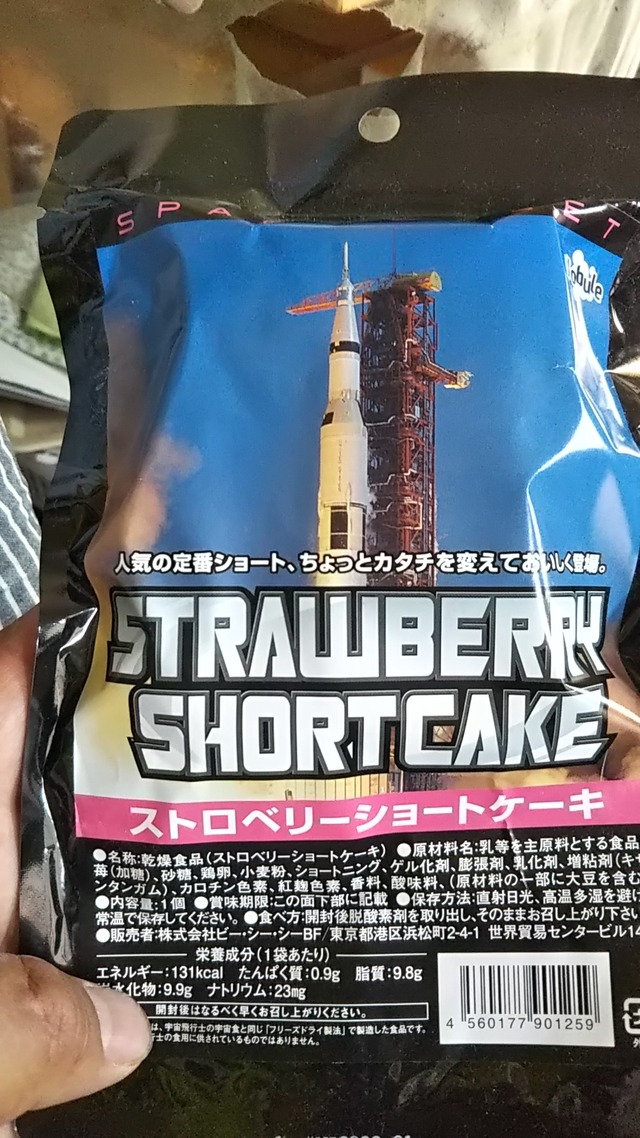 SPA ET
lobule
人気の定番ショート、ちょっとカタチを変えておいしく登場。
STRAWBERRY
SHORTCAKE
ストロベリーショートケーキ
●名称:乾燥食品(ストロベリーショートケーキ) ●原材料名:乳等を主原料とする食品
苺(加糖)、砂糖、鶏卵、小麦粉、ショートニング、ゲル化剤、膨張剤、乳化剤、増粘剤(キサ
ンタンガム)、カロチン色素、紅麹色素、香料、酸味料、(原材料の一部に大豆を含む
●内容量:1個 ●賞味期限:この面下部に記載 ●保存方法:直射日光、高温多湿を避け
常温で保存してください。●食べ方:開封後脱酸素剤を取り出し、そのままお召し上がり下さい
●販売者:株式会社ビー・シー・シーBF/東京都港区浜松町2-4-1 世界貿易センタービル14
栄養成分(1袋あたり)
エネルギー:131kcal たんぱく質:0.9g 脂質:9.8g
炭水化物:9.9g ナトリウム:23mg
開封後はなるべく早くお召し上がりください。
は、宇宙飛行士の宇宙食と同じ「フリーズドライ製法」で製造した食品です。
行士の食用に供されているものではありません。
4 560177 901259
外